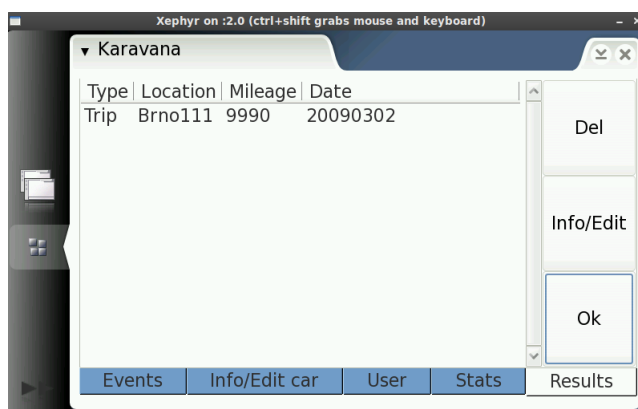 Xephyr on :2.0 (ctrl+shift grabs mouse and keyboard)
Karavana
Type Location Mileage Date
Trip Brno111 9990 20090302
Del
Info/Edit
Ok
Events Info/Edit car User Stats Results